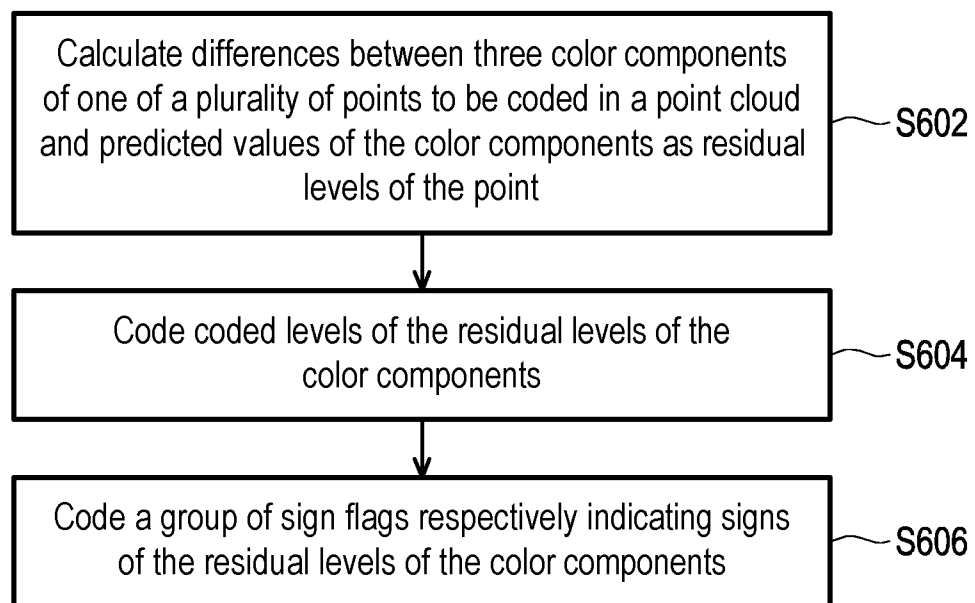 Calculate differences between three color components
of one of a plurality of points to be coded in a point cloud
and predicted values of the color components as residual
levels of the point
S602
Code coded levels of the residual levels of the
color components
S604
Code a group of sign flags respectively indicating signs
of the residual levels of the color components
S606